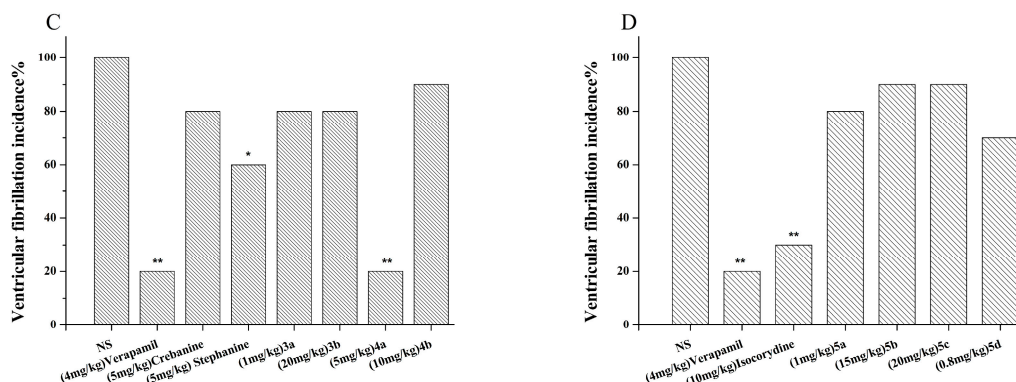 C
Ventricular fibrillation incidence%
100
80
60
40
20
0
**
*
**
NS
(4mg/kg)Verapamil
(5mg/kg)Crebanine
(5mg/kg) Stephanine
(1mg/kg)3a
(20mg/kg)3b
(5mg/kg)4a
(10mg/kg)4b
D
Ventricular fibrillation incidence%
100
80
60
40
20
0
**
**
NS
(4mg/kg)Verapamil
(10mg/kg)Isocorydine
(1mg/kg)5a
(15mg/kg)5b
(20mg/kg)5c
(0.8mg/kg)5d